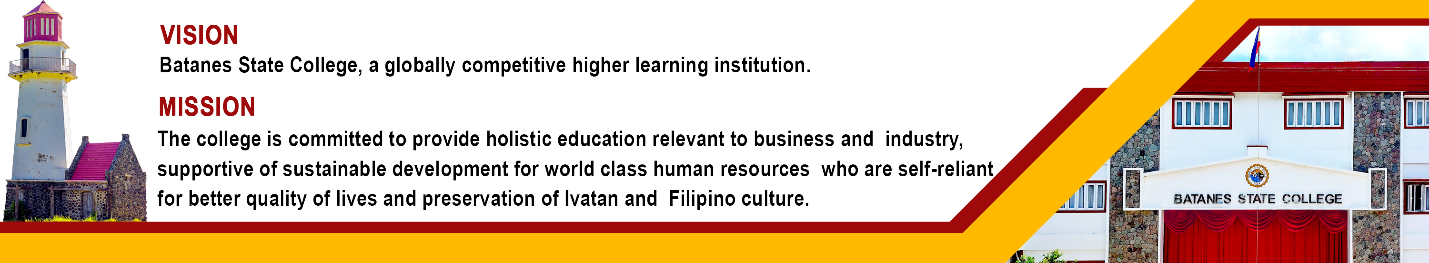 VISION
Batanes State College, a globally competitive higher learning institution.
MISSION
The college is committed to provide holistic education relevant to business and industry,
supportive of sustainable development for world class human resources who are self-reliant
for better quality of lives and preservation of Ivatan and Filipino culture.
BATANES STATE COLLEGE